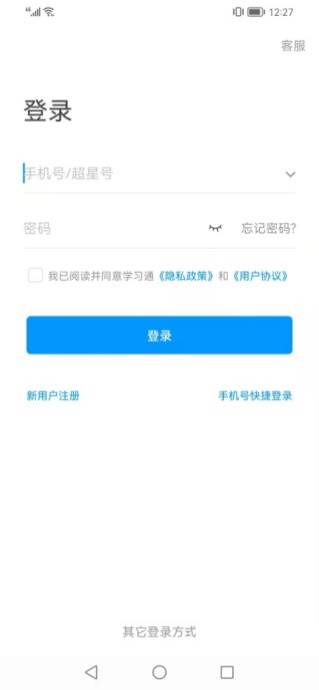 12:27
客服
登录
手机号/超星号
密码 忘记密码?
我已阅读并同意学习通《隐私政策》和《用户协议》
登录
新用户注册 手机号快捷登录
其它登录方式